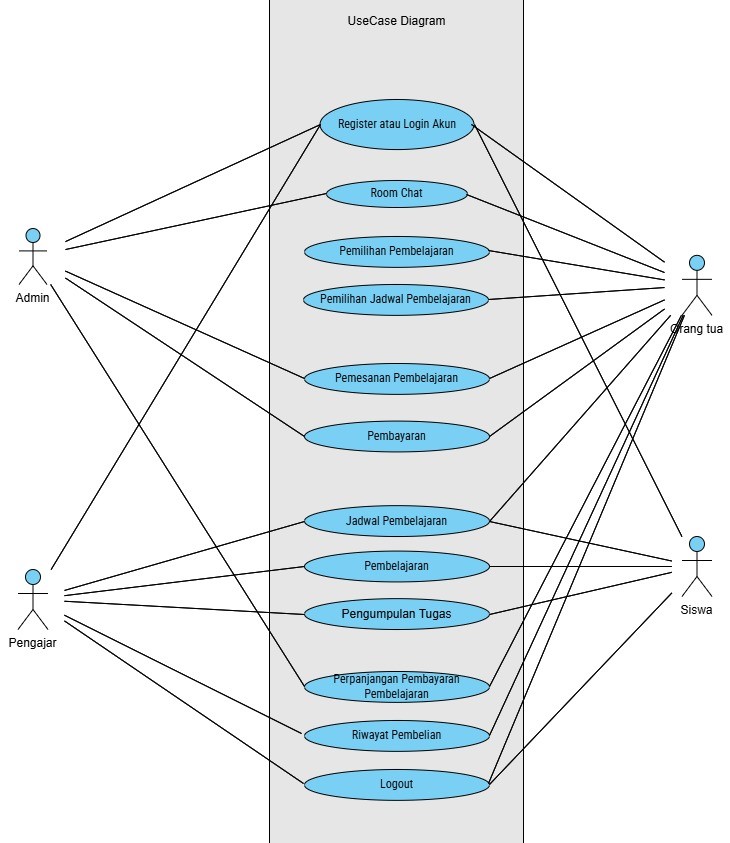 UseCase Diagram
Register atau Login Akun
Room Chat
Pemilihan Pembelajaran
Pemilihan Jadwal Pembelajaran
Pemesanan Pembelajaran
Pembayaran
Jadwal Pembelajaran
Pembelajaran
Pengumpulan Tugas
Perpanjangan Pembayaran
Pembelajaran
Riwayat Pembelian
Logout
Admin
Pengajar
Orang tua
Siswa